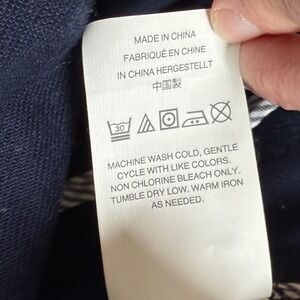 MADE IN CHINA
FABRIQUÉ EN CHINE
IN CHINA HERGESTELLT
中国製
30
MACHINE WASH COLD, GENTLE
CYCLE WITH LIKE COLORS.
NON CHLORINE BLEACH ONLY.
TUMBLE DRY LOW. WARM IRON
AS NEEDED.